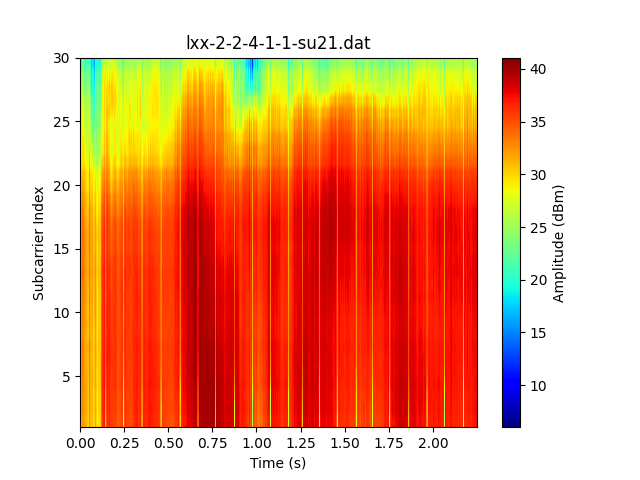 lxx-2-2-4-1-1-su21.dat
30
25
20
15
10
5
Subcarrier Index
0.00 0.25 0.50 0.75 1.00 1.25 1.50 1.75 2.00
Time (s)
40
35
30
25
20
15
10
Amplitude (dBm)